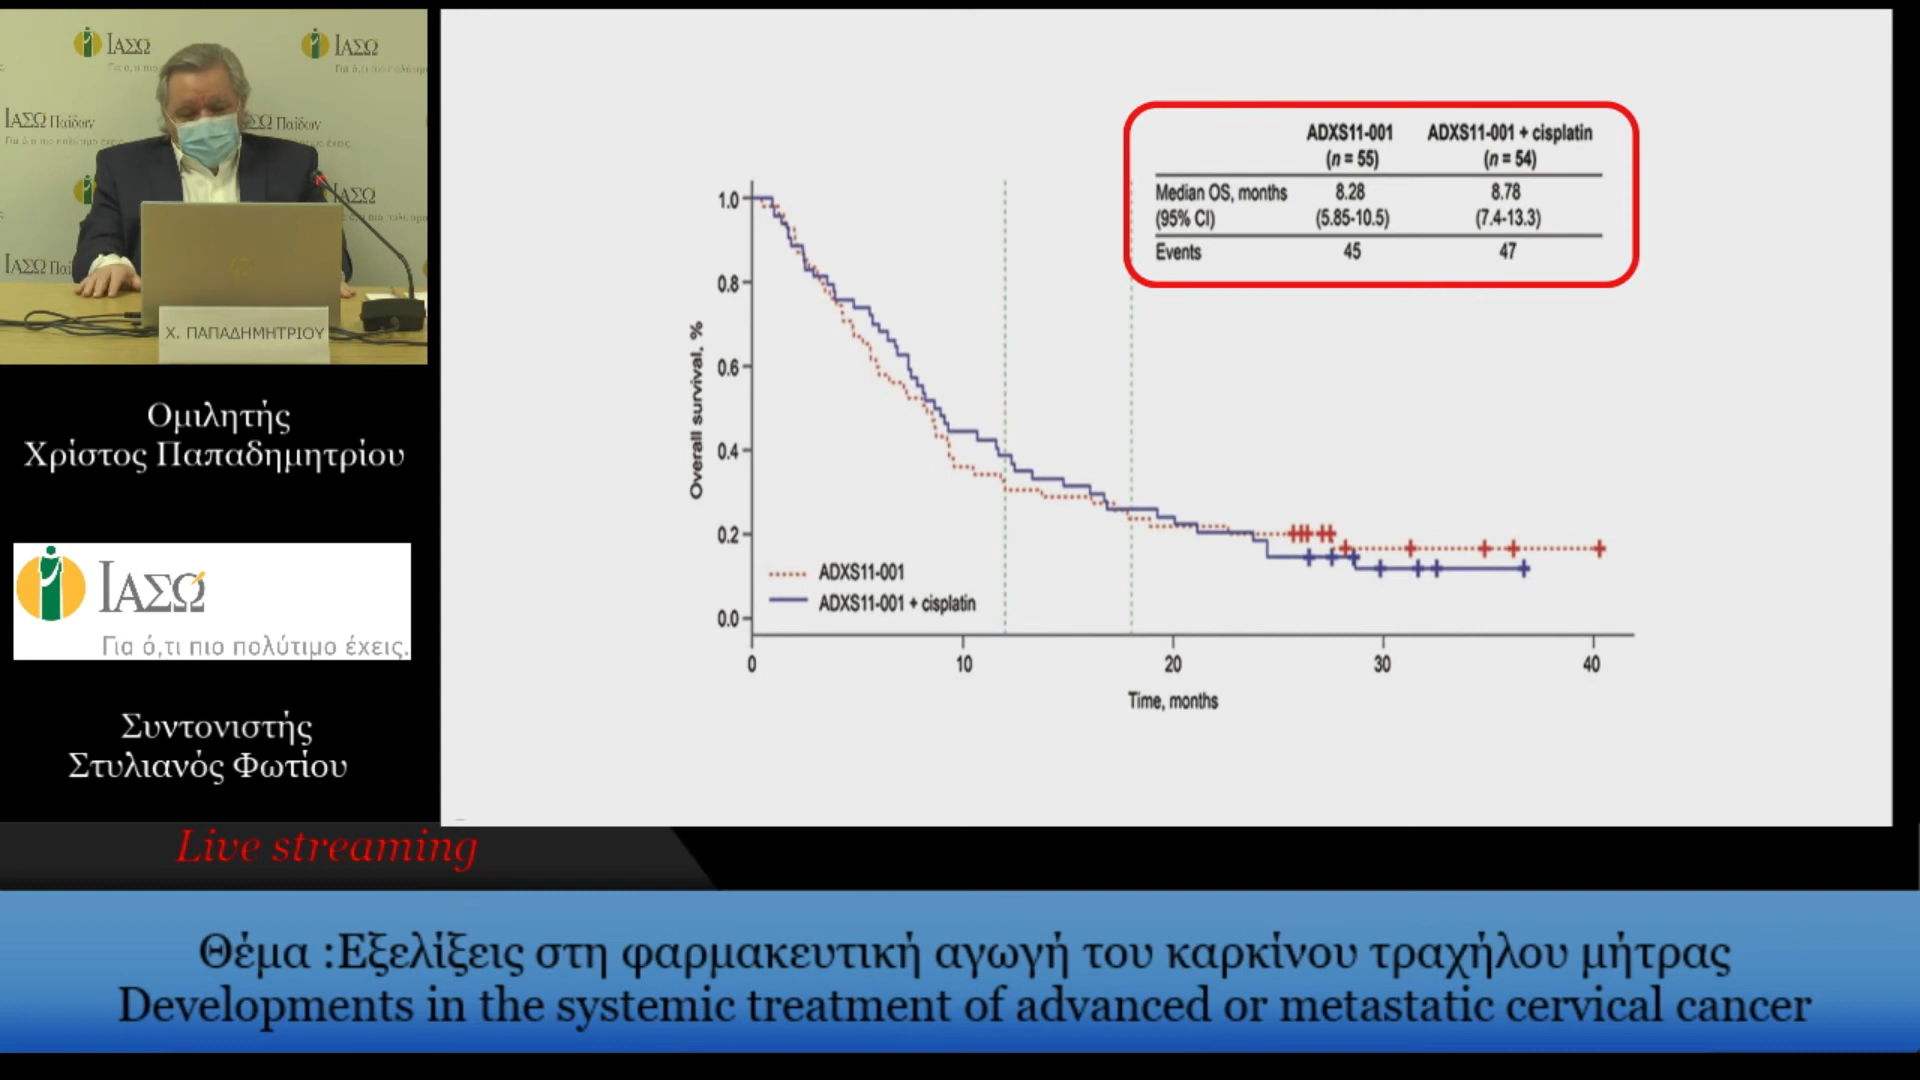 ΙΑΣΩ
ΙΑΣΩ
ΙΑΣΩ Παίδων
ΣΩ Παίδων
ΙΑΣΩ
ΙΑΣΩ Παί
Χ. ΠΑΠΑΔΗΜΗΤΡΙΟΥ
Ομιλητής
Χρίστος Παπαδημητρίου
ΙΑΣΩ
Για ό,τι πιο πολύτιμο έχεις.
Συντονιστής
Στυλιανός Φωτίου
ADXS11-001 ADXS11-001 + cisplatin
(n = 55) (n = 54)
Median OS, months 8.28 8.78
(95% CI) (5.85-10.5) (7.4-13.3)
Events 45 47
Overall survival, %
1.0
0.8
0.6
0.4
0.2
0.0
ADXS11-001
ADXS11-001 + cisplatin
0 10 20 30 40
Time, months
Live streaming
Θέμα :Εξελίξεις στη φαρμακευτική αγωγή του καρκίνου τραχήλου μήτρας
Developments in the systemic treatment of advanced or metastatic cervical cancer